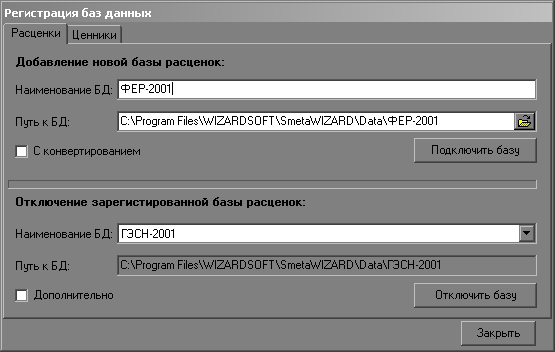 Регистрация баз данных
Расценки
Ценники
Добавление новой базы расценок:
Наименование БД: ФЕР-2001
Путь к БД: C:\Program Files\WIZARDSOFT\SmetaWIZARD\Data\ФЕР-2001
С конвертированием
Подключить базу
Отключение зарегистрированной базы расценок:
Наименование БД: ГЭСН-2001
Путь к БД: C:\Program Files\WIZARDSOFT\SmetaWIZARD\Data\ГЭСН-2001
Дополнительно
Отключить базу
Закрыть